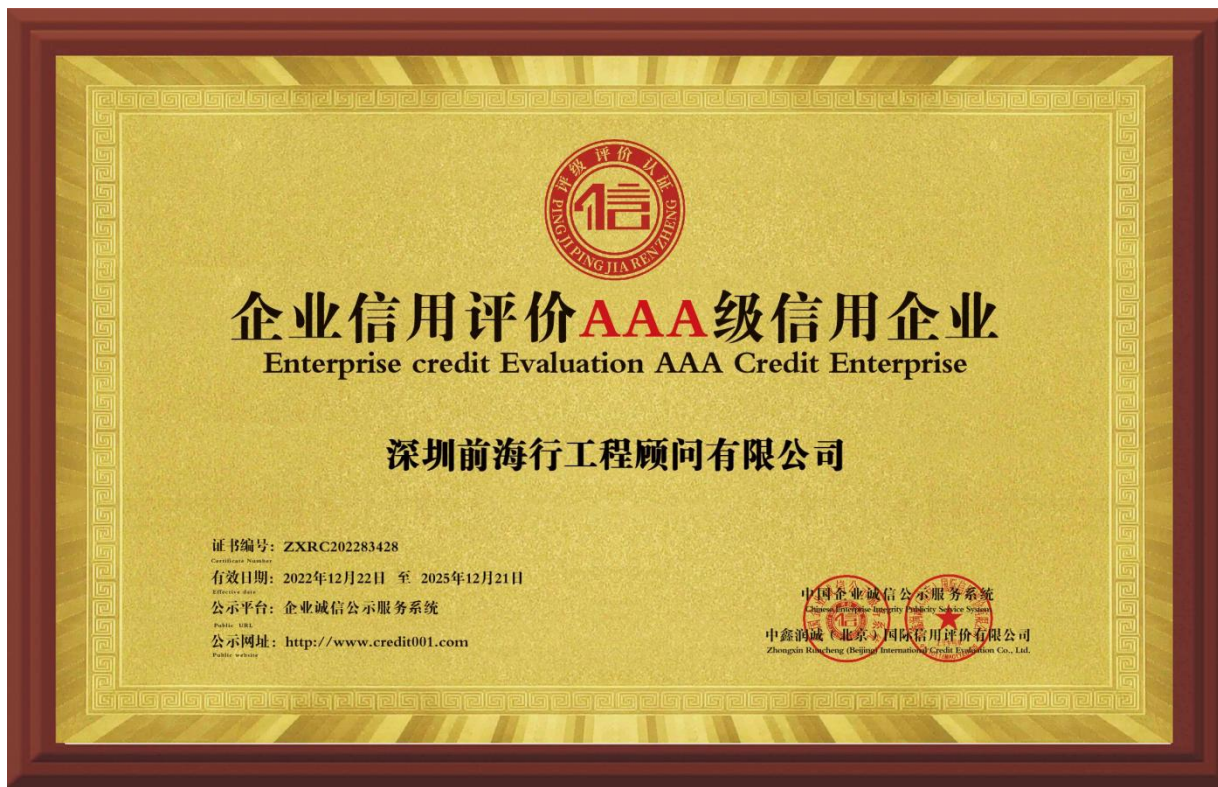 评级评价认证
信
PING JI PING JIA REN ZHENG
企业信用评价AAA级信用企业
Enterprise credit Evaluation AAA Credit Enterprise
深圳前海行工程顾问有限公司
证书编号：ZXRC202283428
Certificate Number
有效日期：2022年12月22日 至 2025年12月21日
Effective date
公示平台：企业诚信公示服务系统
Public URL
公示网址：http://www.credit001.com
Public website
中国企业诚信公示服务系统
Chinese Enterprise Integrity Publicity Service System
中鑫润诚（北京）国际信用评价有限公司
Zhongxin Runcheng (Beijing) International Credit Evaluation Co., Ltd.
信